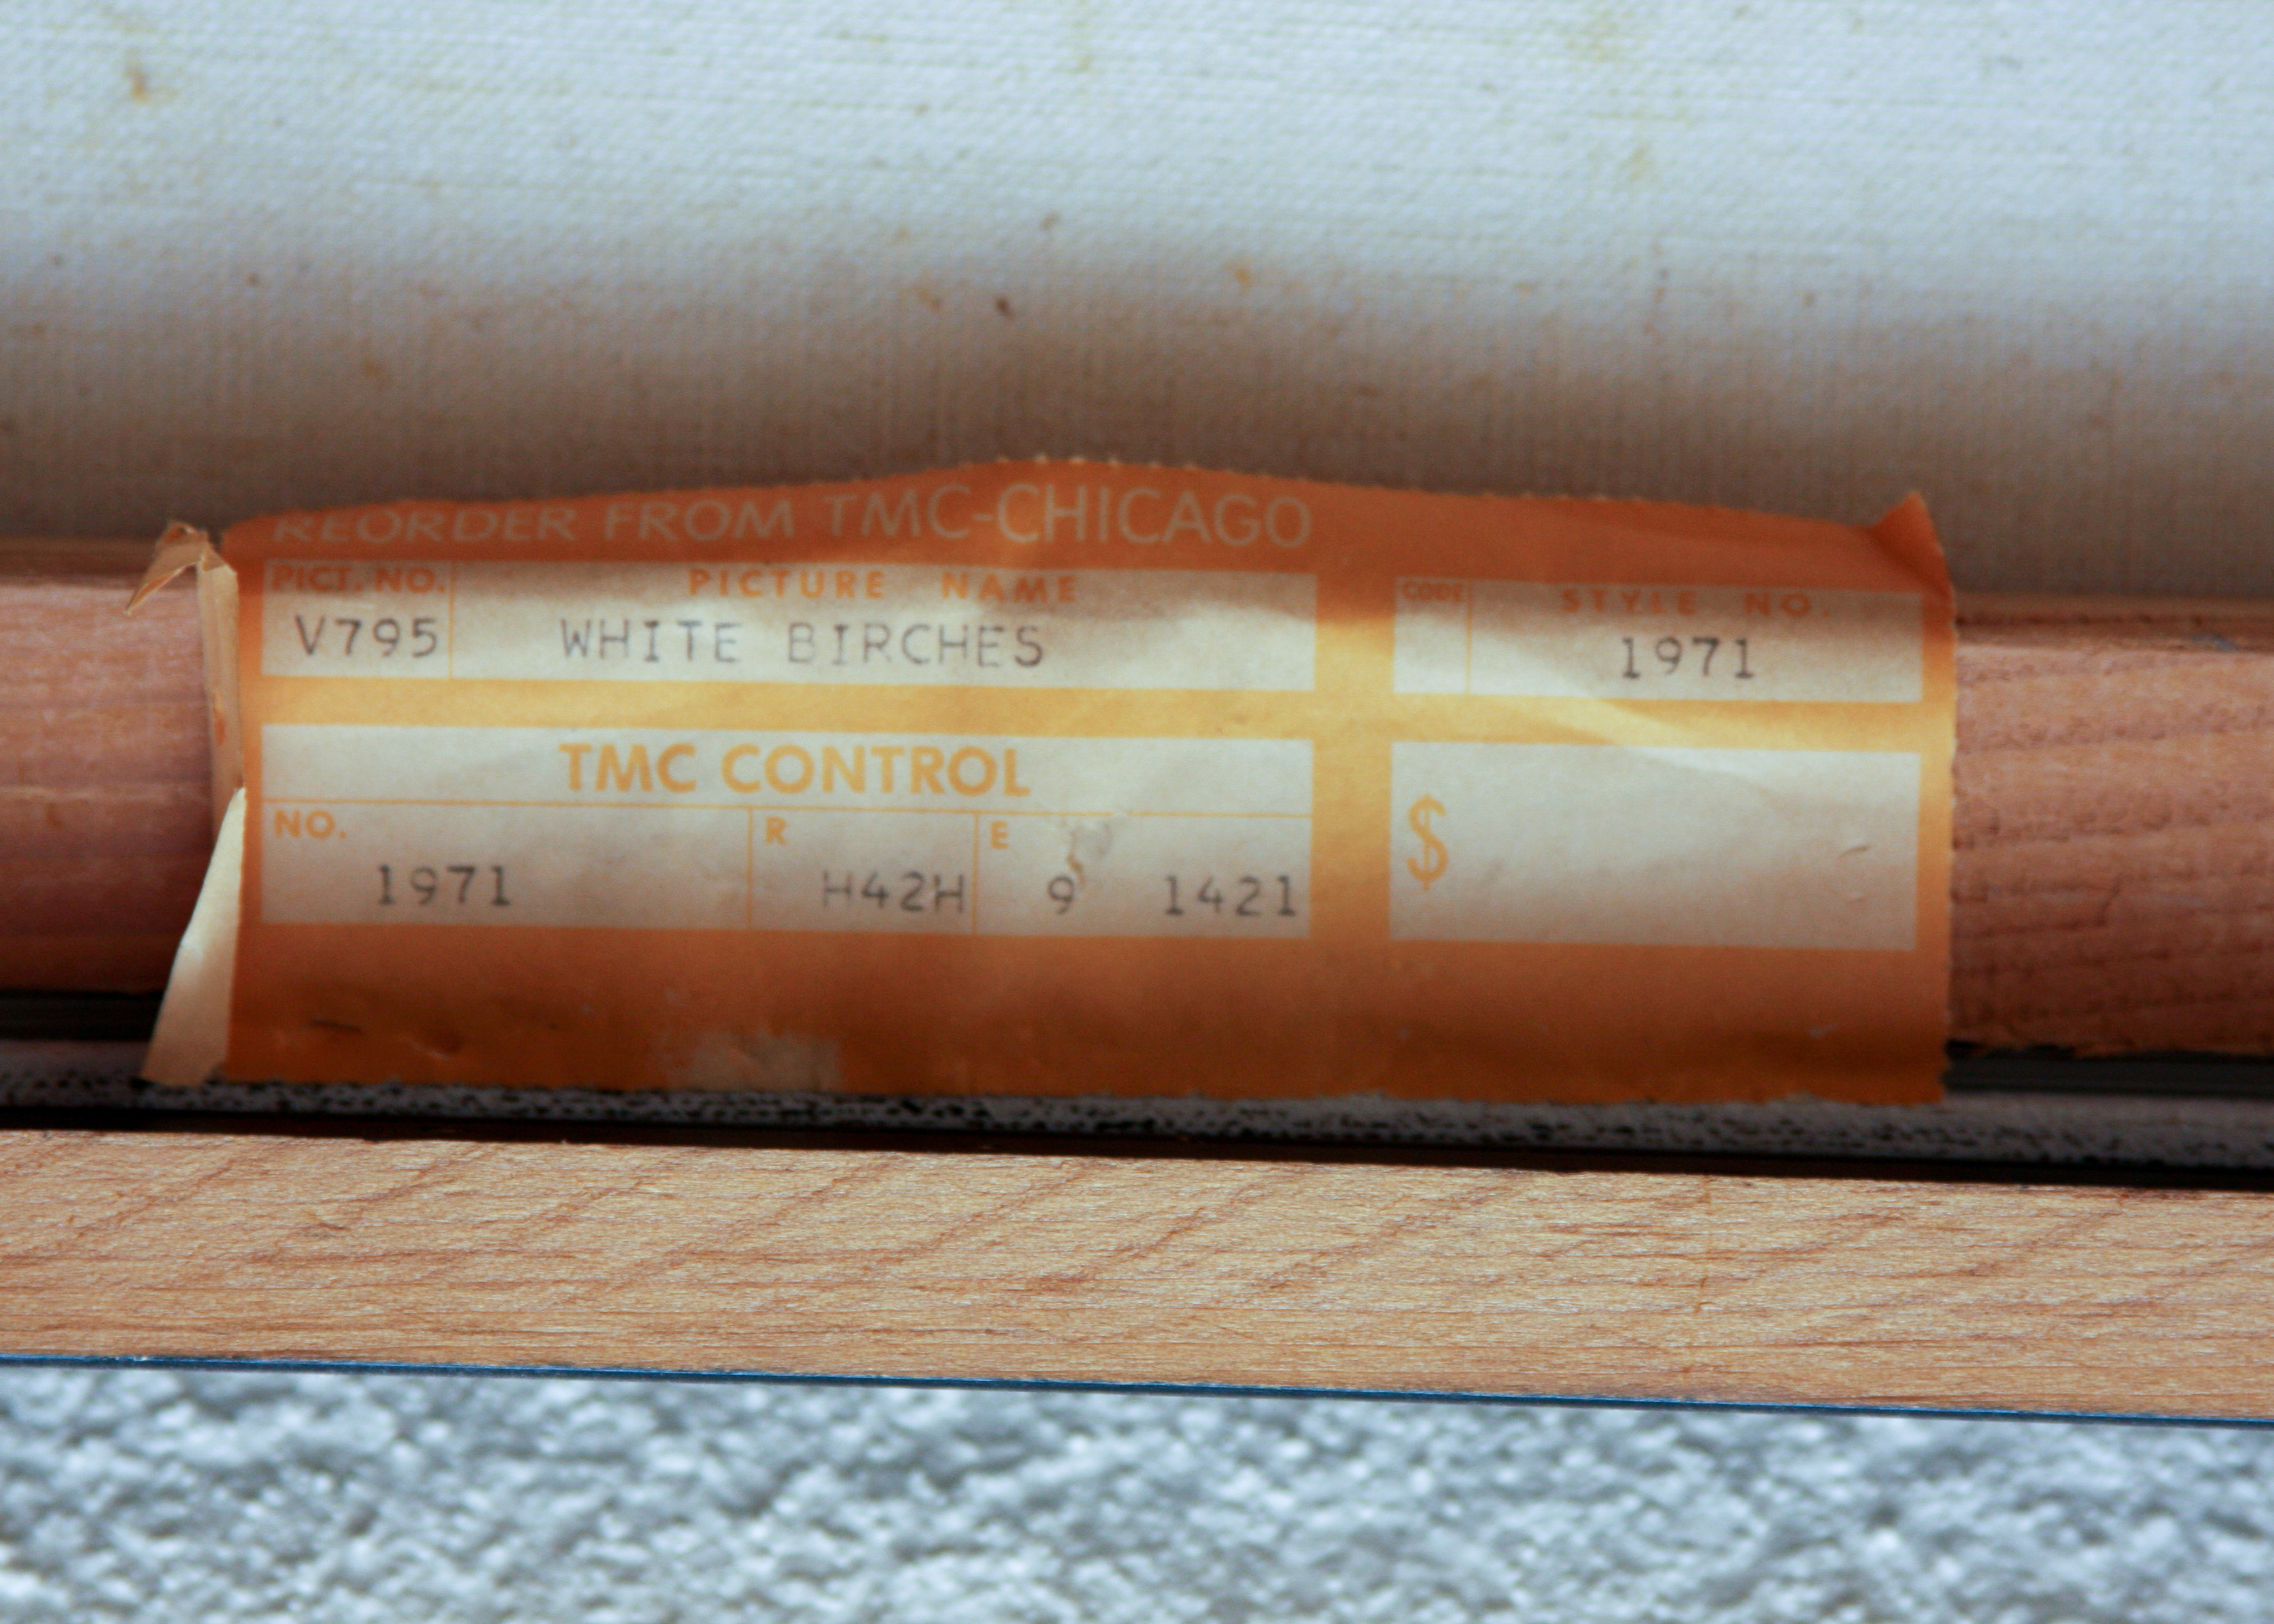 REORDER FROM TMC-CHICAGO
PICT. NO. PICTURE NAME CODE STYLE NO.
V795 WHITE BIRCHES 1971
TMC CONTROL
$
NO. R E
1971 H42H 9 1421